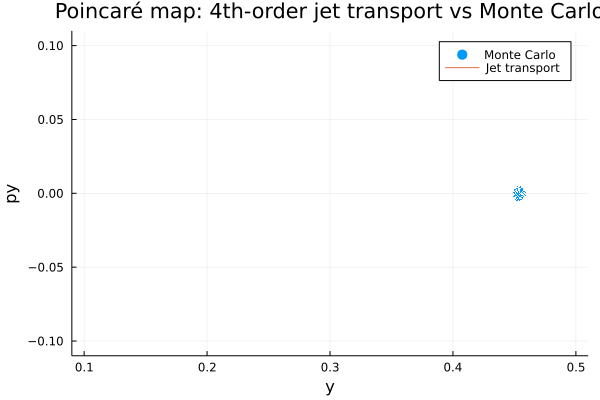 Poincaré map: 4th-order jet transport vs Monte Carlo
Monte Carlo
Jet transport
0.10
0.05
0.00
−0.05
−0.10
py
0.1
0.2
0.3
0.4
0.5
y